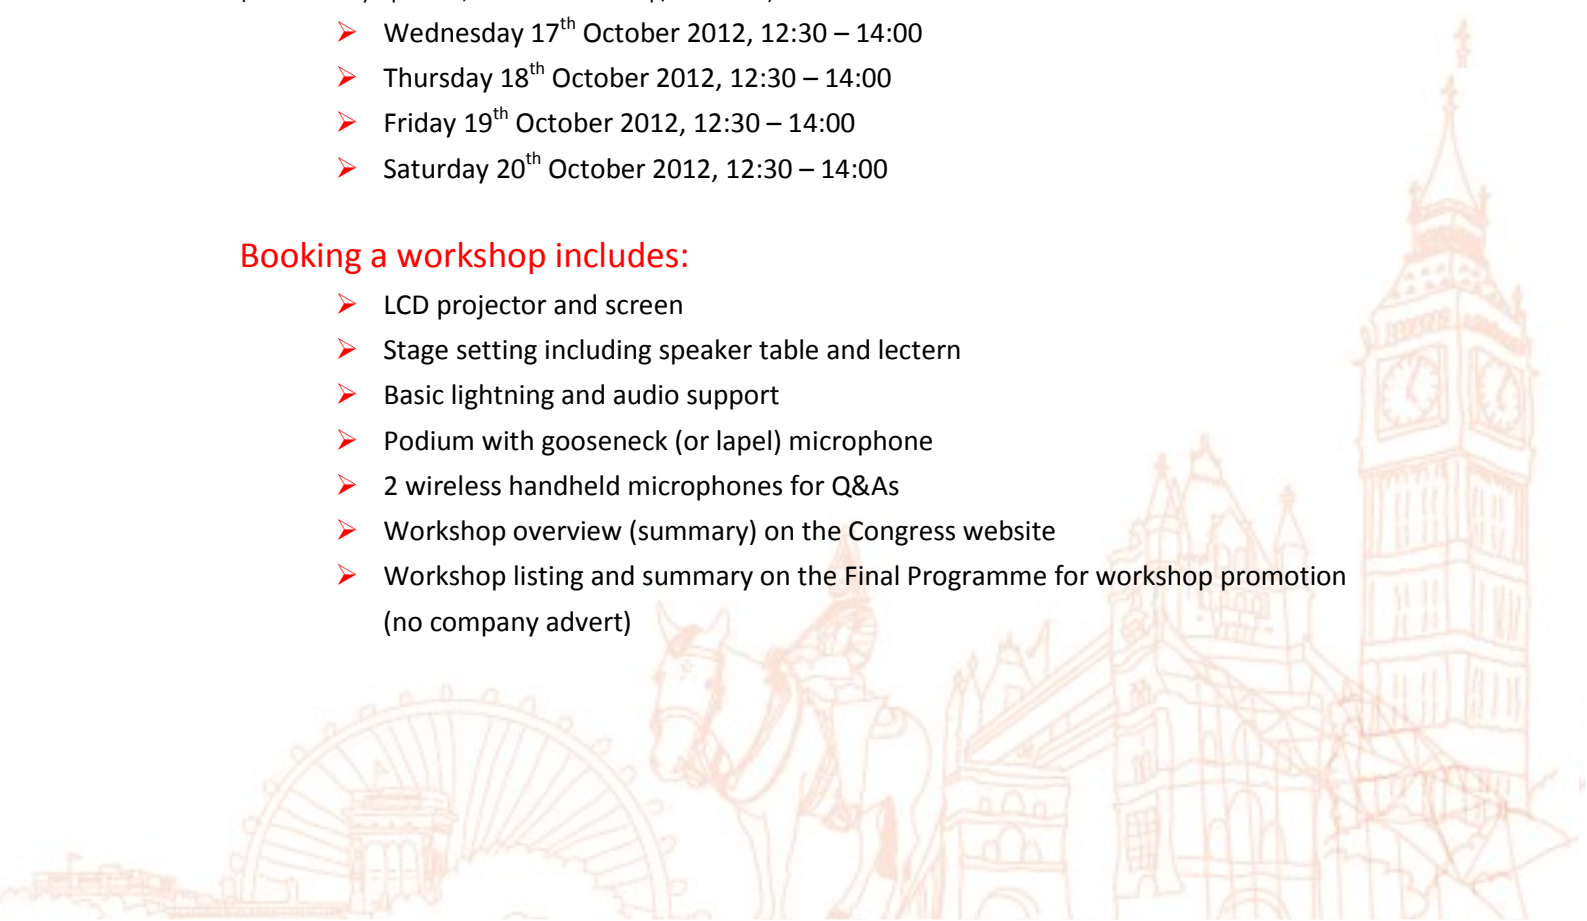 ➢ Wednesday 17th October 2012, 12:30 – 14:00
➢ Thursday 18th October 2012, 12:30 – 14:00
➢ Friday 19th October 2012, 12:30 – 14:00
➢ Saturday 20th October 2012, 12:30 – 14:00
Booking a workshop includes:
➢ LCD projector and screen
➢ Stage setting including speaker table and lectern
➢ Basic lightning and audio support
➢ Podium with gooseneck (or lapel) microphone
➢ 2 wireless handheld microphones for Q&As
➢ Workshop overview (summary) on the Congress website
➢ Workshop listing and summary on the Final Programme for workshop promotion
(no company advert)